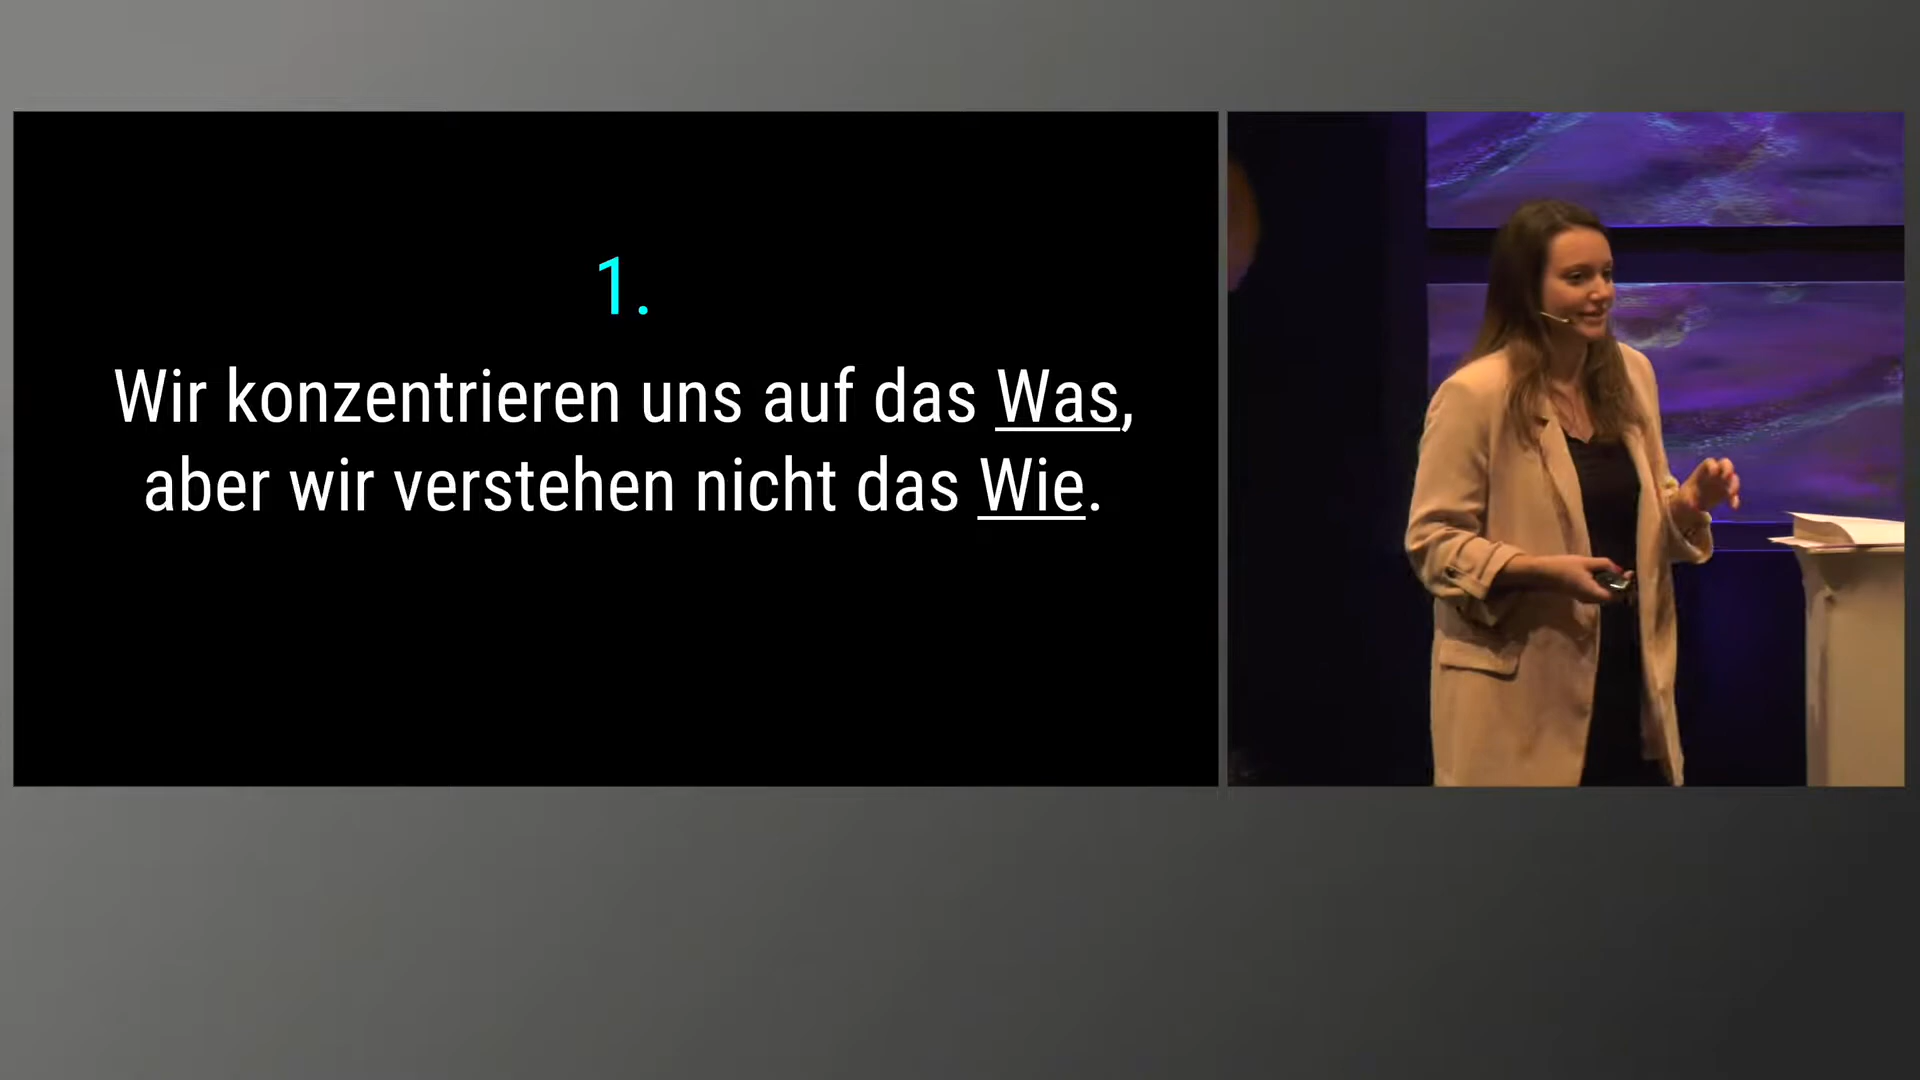 1.
Wir konzentrieren uns auf das Was,
aber wir verstehen nicht das Wie.